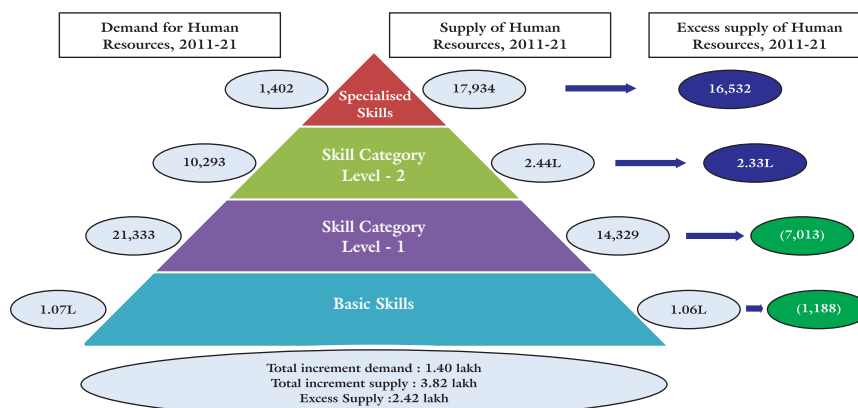 Demand for Human
Resources, 2011-21
Supply of Human
Resources, 2011-21
Excess supply of Human
Resources, 2011-21
1,402
Specialised
Skills
17,934
16,532
10,293
Skill Category
Level - 2
2.44L
2.33L
21,333
Skill Category
Level - 1
14,329
(7,013)
1.07L
Basic Skills
1.06L
(1,188)
Total increment demand : 1.40 lakh
Total increment supply : 3.82 lakh
Excess Supply :2.42 lakh